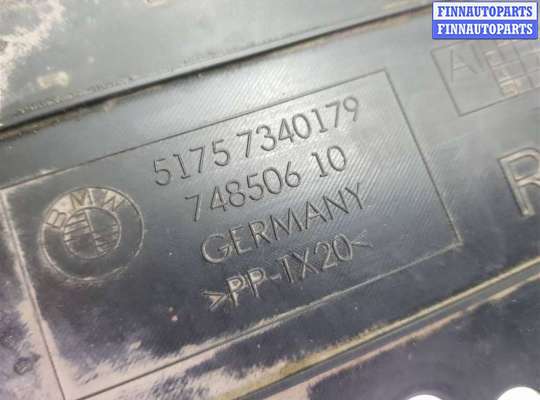 FINNAUTOPARTS
FINNAUTOPARTS
A
BMW
5175 7340179
748506 10
GERMANY
>PP-TX20<
R